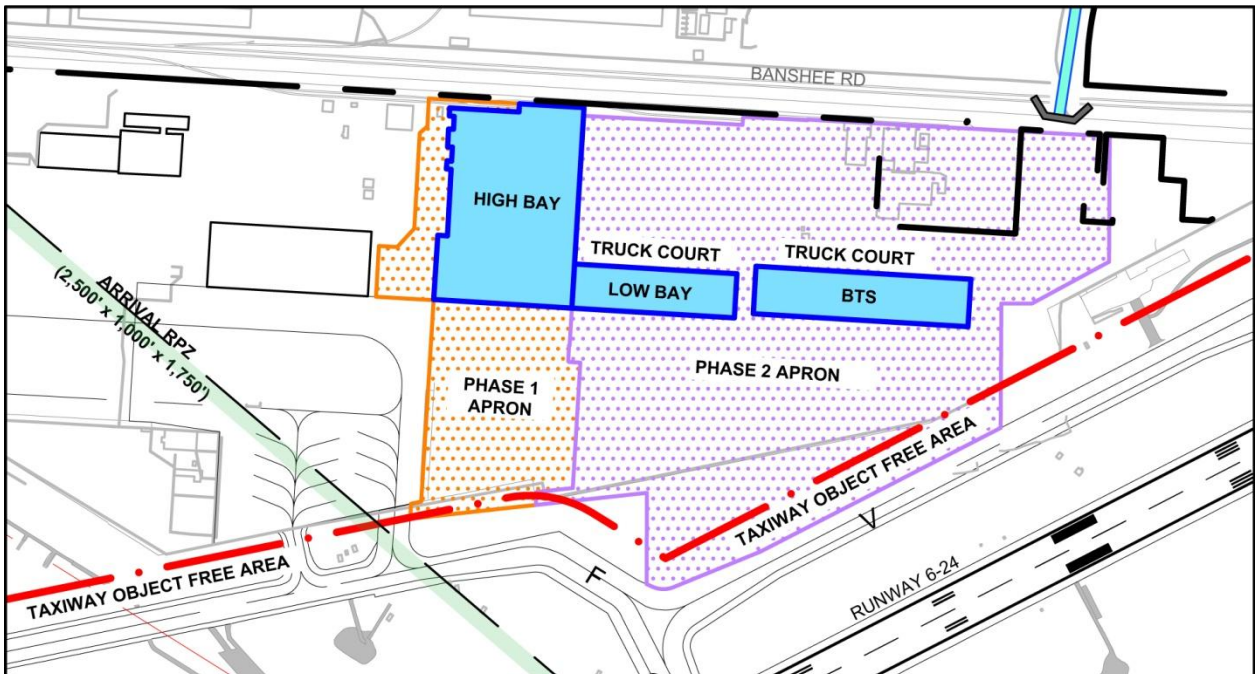 BANSHEE RD
HIGH BAY
TRUCK COURT
TRUCK COURT
LOW BAY
BTS
ARRIVAL RPZ
(2,500' x 1,000' x 1,750')
PHASE 1
APRON
PHASE 2 APRON
TAXIWAY OBJECT FREE AREA
TAXIWAY OBJECT FREE AREA
V
F
RUNWAY 6-24